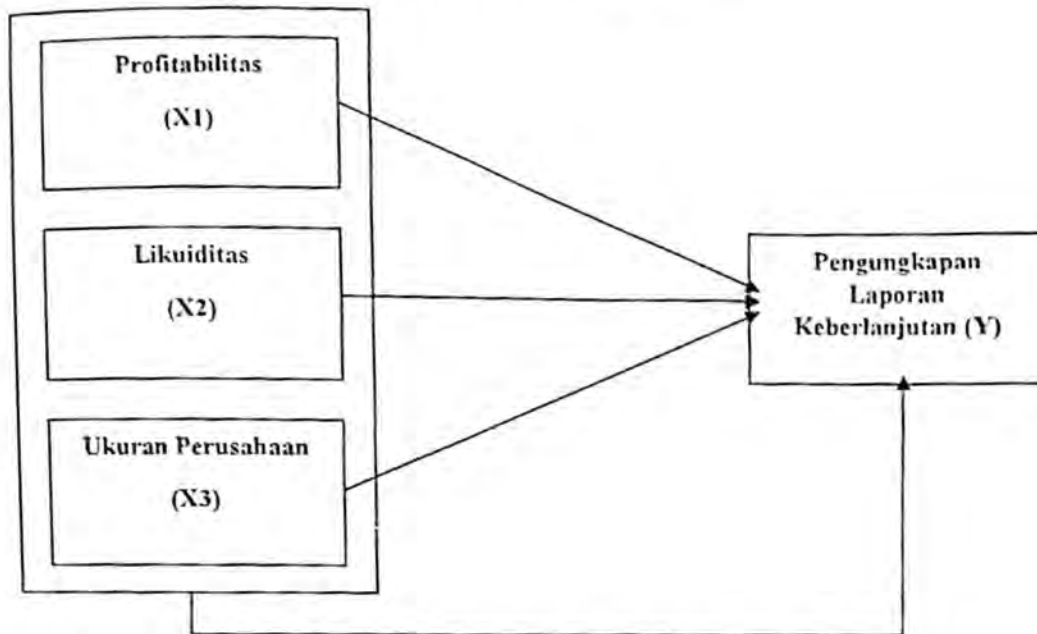 Profitabilitas
(X1)
Likuiditas
(X2)
Ukuran Perusahaan
(X3)
Pengungkapan
Laporan
Keberlanjutan (Y)